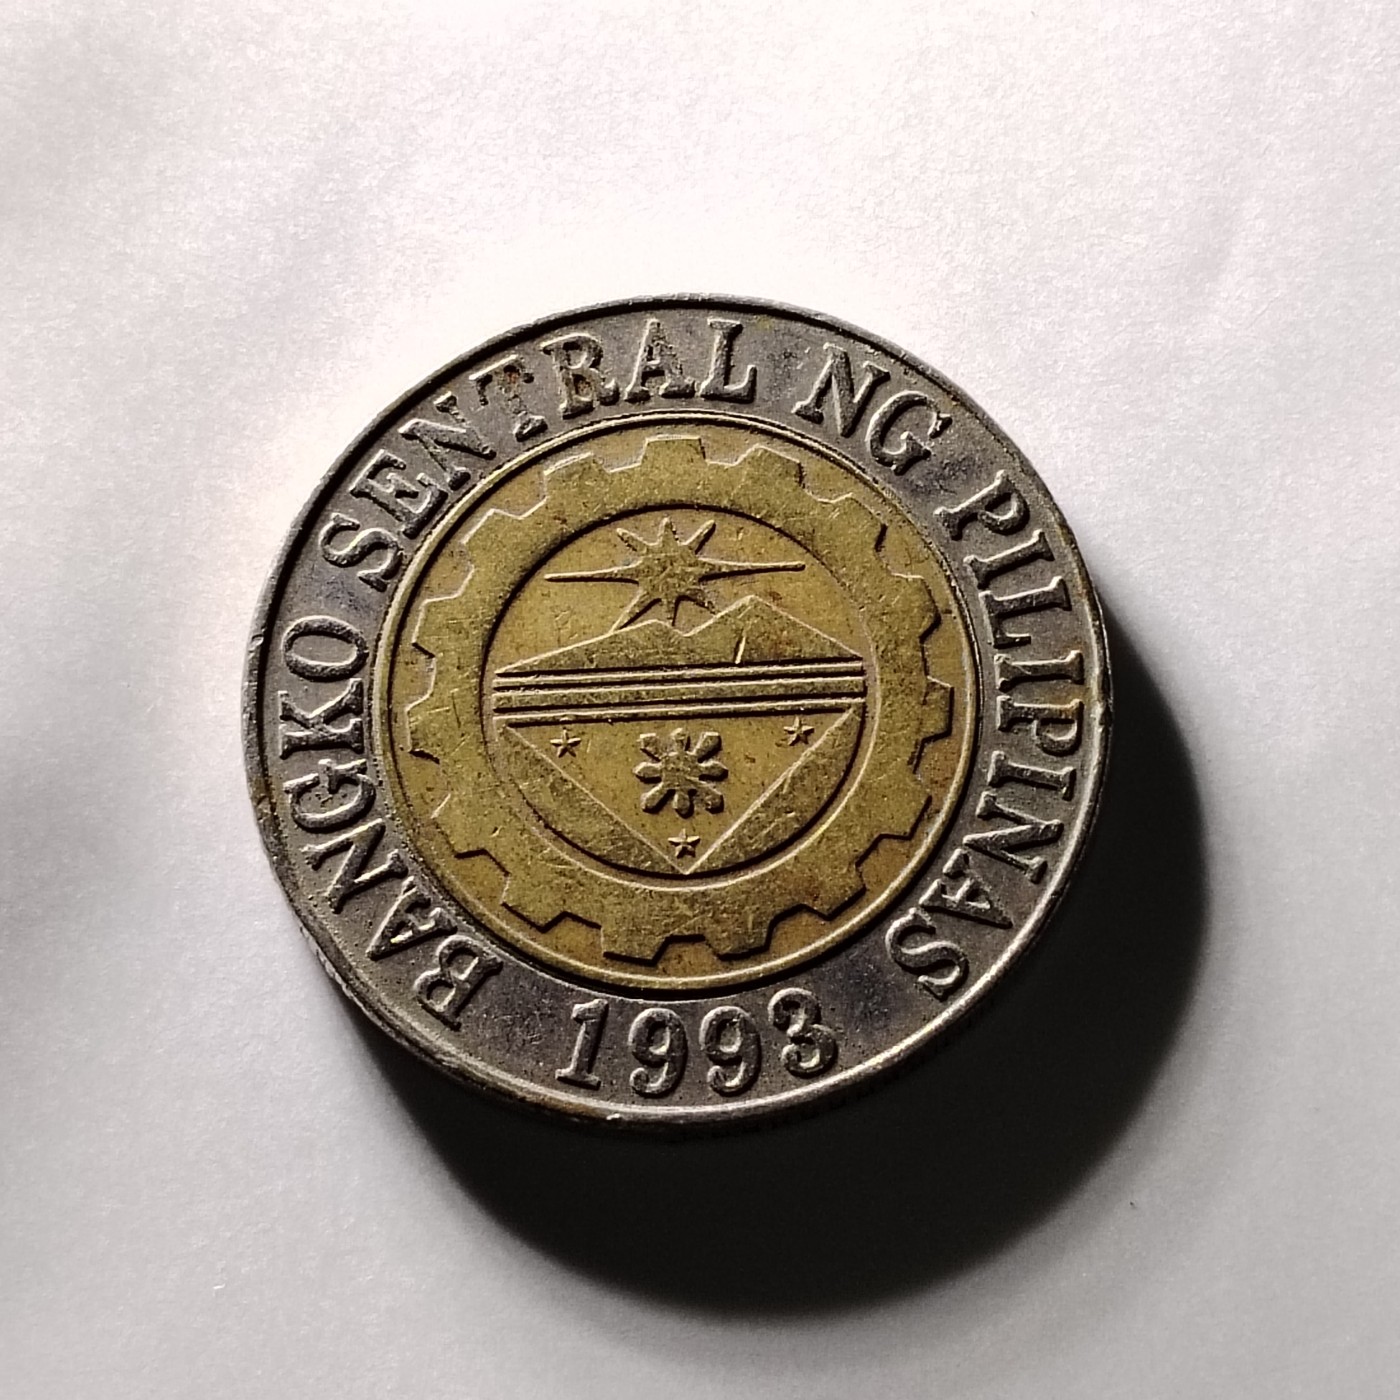 BANGKO SENTRAL NG PILIPINAS
1993